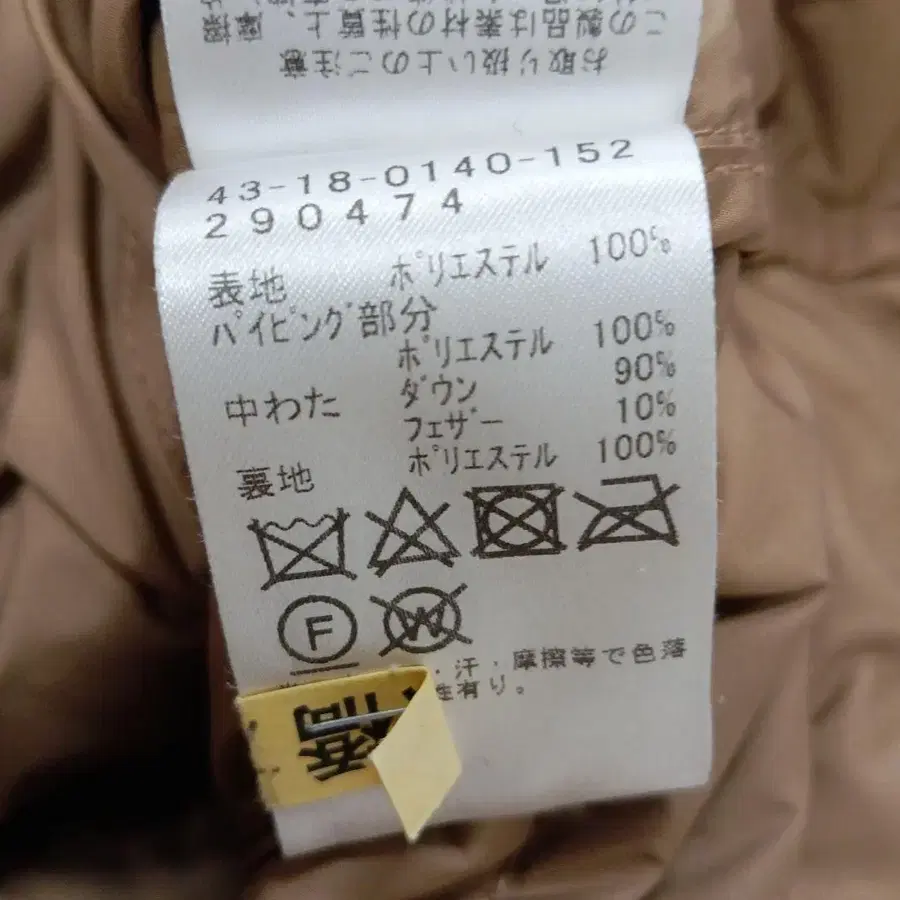 お取り扱い上のご注意
この製品は素材の性質上、摩擦
43-18-0140-152
290474
表地 ポリエステル 100%
パイピング部分
ポリエステル 100%
中わた ダウン 90%
フェザー 10%
裏地 ポリエステル 100%
F
W
・汗・摩擦等で色落
性有り。